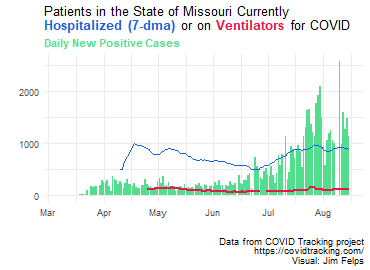 Patients in the State of Missouri Currently
Hospitalized (7-dma) or on Ventilators for COVID
Daily New Positive Cases
2000
1000
0
Mar Apr May Jun Jul Aug
Data from COVID Tracking project
https://covidtracking.com/
Visual: Jim Felps